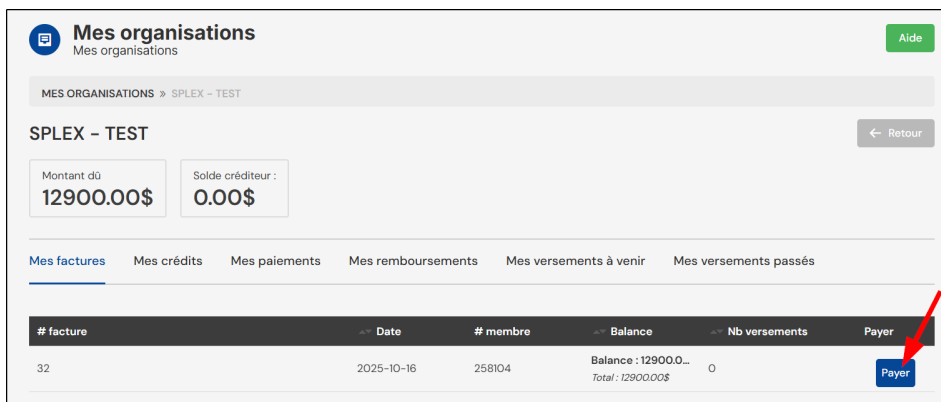 Mes organisations
Mes organisations
Aide
MES ORGANISATIONS » SPLEX - TEST
SPLEX - TEST
← Retour
Montant dû
12900.00$
Solde créditeur :
0.00$
Mes factures Mes crédits Mes paiements Mes remboursements Mes versements à venir Mes versements passés
# facture Date # membre Balance Nb versements Payer
32 2025-10-16 258104 Balance : 12900.0... 0 Payer
Total : 12900.00$